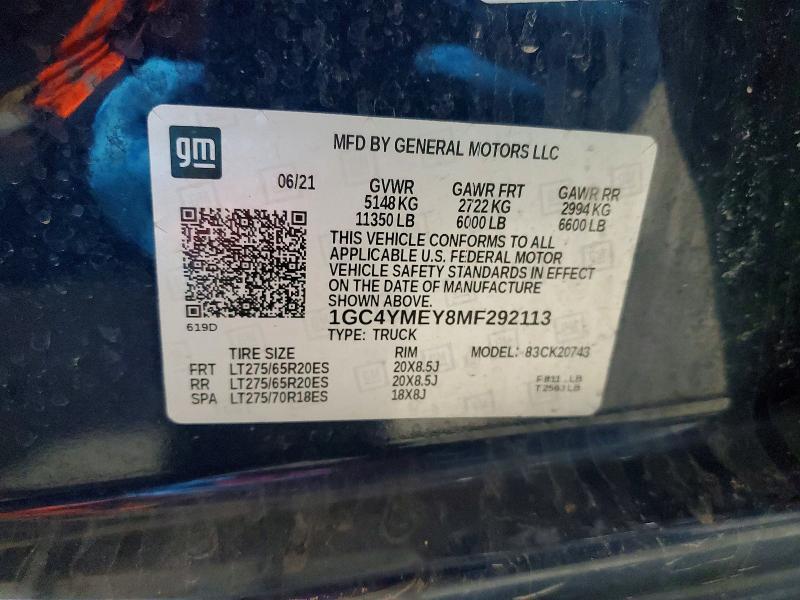 gm
MFD BY GENERAL MOTORS LLC
06/21 GVWR GAWR FRT GAWR RR
5148 KG 2722 KG 2994 KG
11350 LB 6000 LB 6600 LB
THIS VEHICLE CONFORMS TO ALL
APPLICABLE U.S. FEDERAL MOTOR
VEHICLE SAFETY STANDARDS IN EFFECT
ON THE DATE OF MANUFACTURE
SHOWN ABOVE.
619D
1GC4YMEY8MF292113
TYPE: TRUCK
TIRE SIZE RIM MODEL: 83CK20743
FRT LT275/65R20ES 20X8.5J
RR LT275/65R20ES 20X8.5J
SPA LT275/70R18ES 18X8J